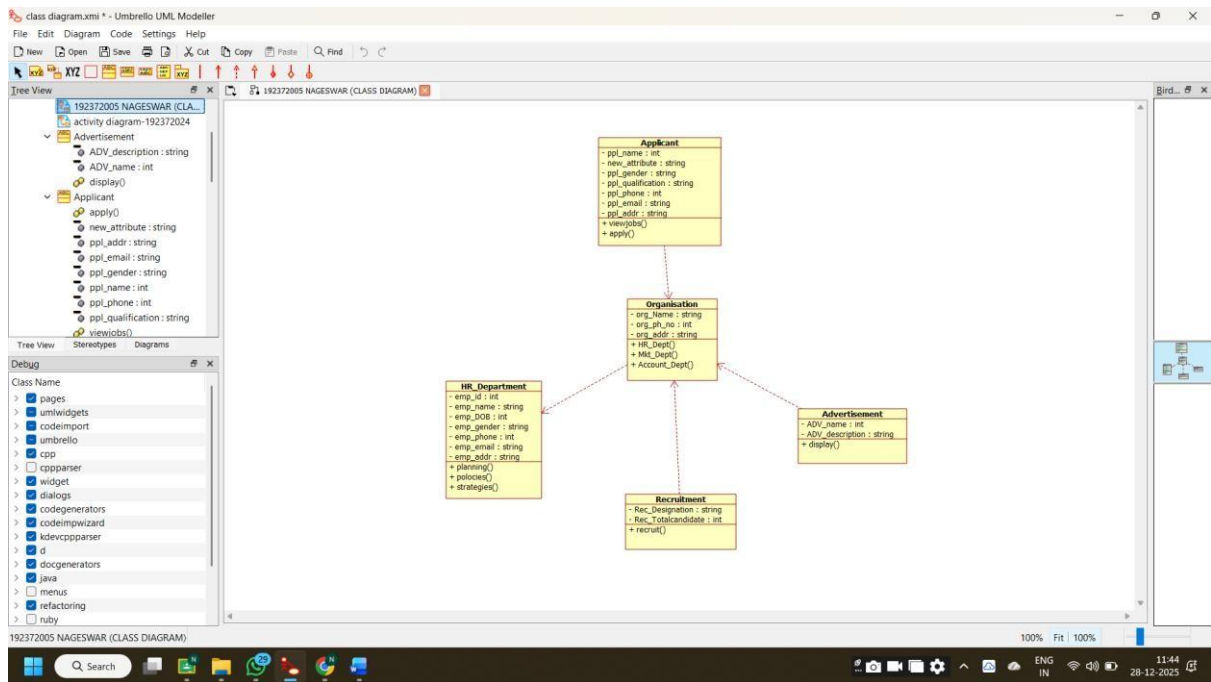 class diagram.xmi * - Umbrello UML Modeller
File Edit Diagram Code Settings Help
New Open Save Cut Copy Paste Find
XYZ
Tree View
192372005 NAGESWAR (CLA...
activity diagram-192372024
Advertisement
ADV_description : string
ADV_name : int
display()
Applicant
apply()
new_attribute : string
ppl_addr : string
ppl_email : string
ppl_gender : string
ppl_name : int
ppl_phone : int
ppl_qualification : string
viewjobs()
Tree View Stereotypes Diagrams
Debug
Class Name
pages
umlwidgets
codeimport
umbrello
cpp
cppparser
widget
dialogs
codegenerators
codeimpwizard
kdevcppparser
d
docgenerators
java
menus
refactoring
ruby
192372005 NAGESWAR (CLASS DIAGRAM)
Applicant
- ppl_name : int
- new_attribute : string
- ppl_gender : string
- ppl_qualification : string
- ppl_phone : int
- ppl_email : string
- ppl_addr : string
+ viewjobs()
+ apply()
Organisation
- org_Name : string
- org_ph_no : int
- org_addr : string
+ HR_Dept()
+ Mkt_Dept()
+ Account_Dept()
HR_Department
- emp_id : int
- emp_name : string
- emp_DOB : int
- emp_gender : string
- emp_phone : int
- emp_email : string
- emp_addr : string
+ planning()
+ polocies()
+ strategies()
Advertisement
- ADV_name : int
- ADV_description : string
+ display()
Recruitment
- Rec_Designation : string
- Rec_Totalcandidate : int
+ recruit()
Bird...
192372005 NAGESWAR (CLASS DIAGRAM)
100% Fit 100%
Search
ENG
IN
11:44
28-12-2025